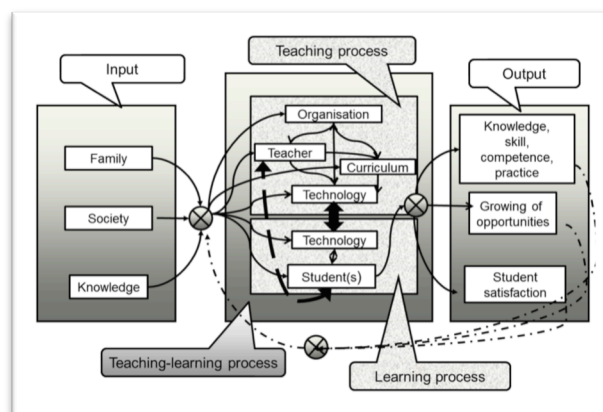 Teaching process
Input
Output
Organisation
Teacher
Curriculum
Technology
Technology
Student(s)
Family
Society
Knowledge
Knowledge,
skill,
competence,
practice
Growing of
opportunities
Student
satisfaction
Teaching-learning process
Learning process